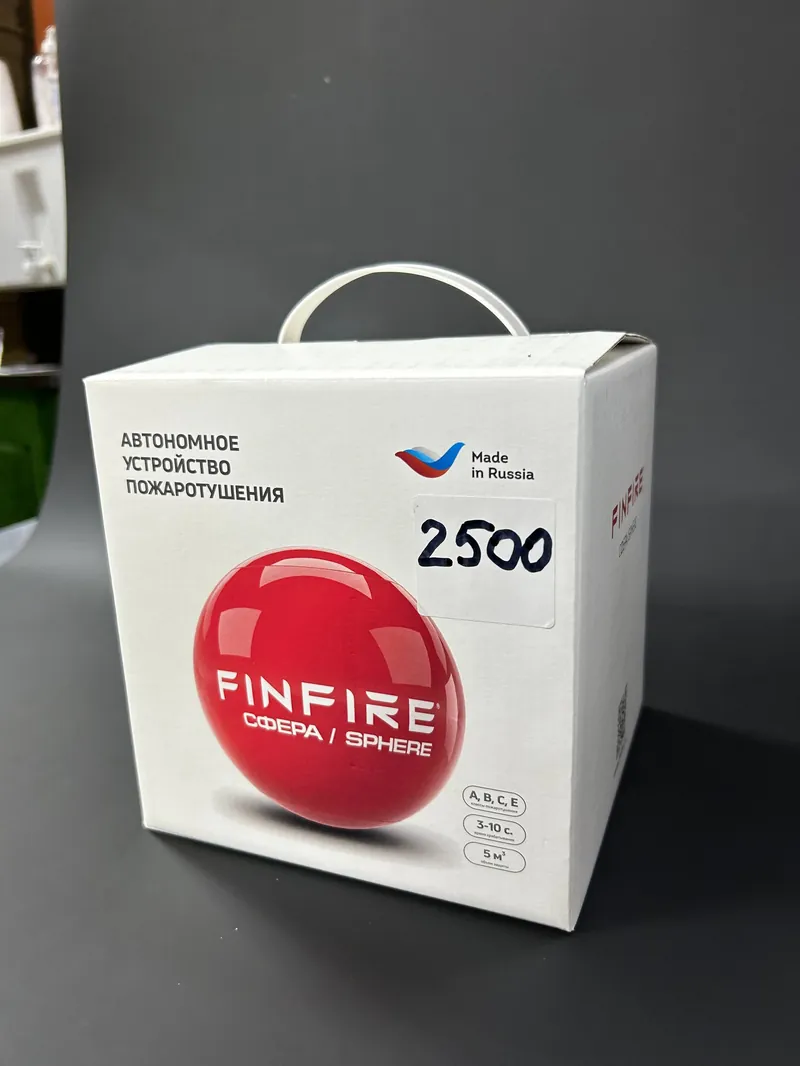 АВТОНОМНОЕ
УСТРОЙСТВО
ПОЖАРОТУШЕНИЯ
Made
in Russia
2500
FINFIRE
СФЕРА / SPHERE
A, B, C, E
3-10 с.
5 м³
FINFIRE